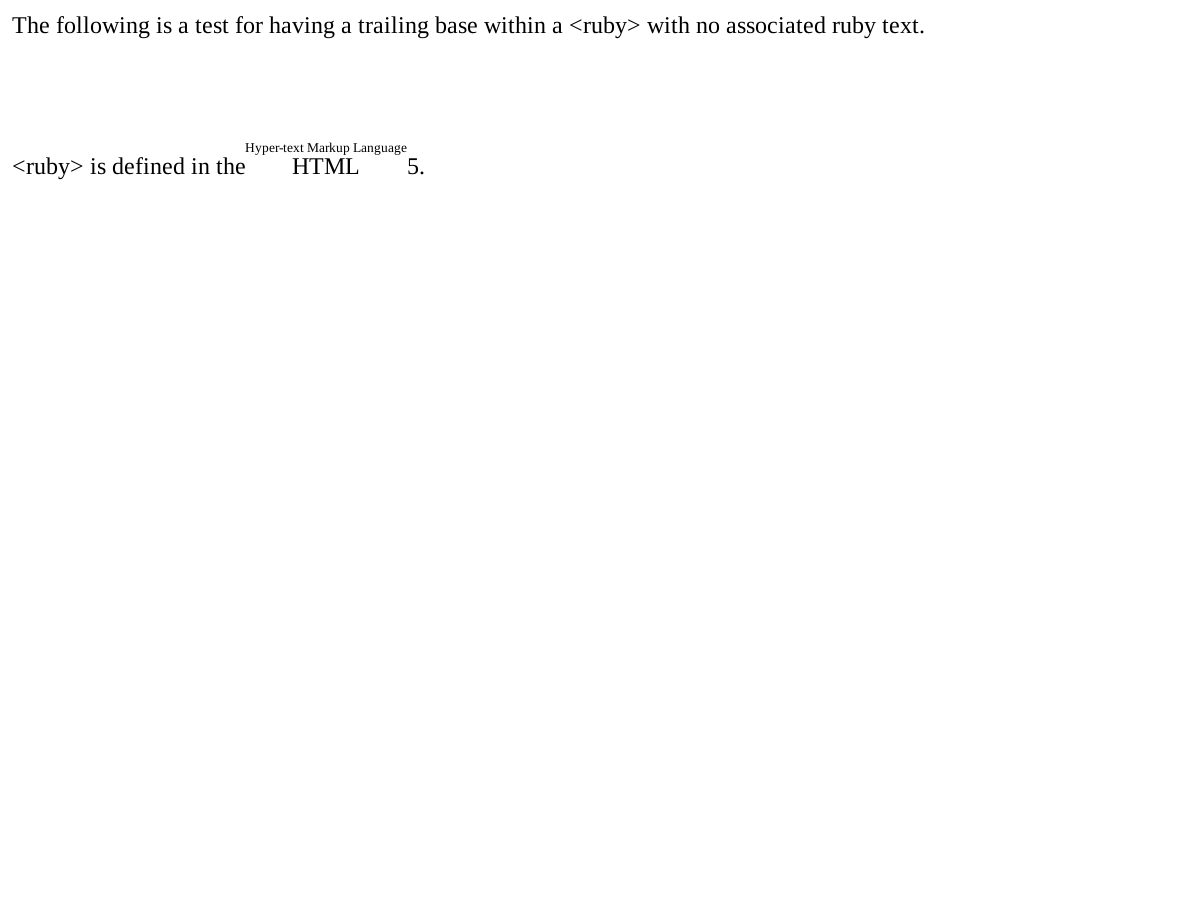 The following is a test for having a trailing base within a <ruby> with no associated ruby text.
Hyper-text Markup Language
<ruby> is defined in the HTML 5.